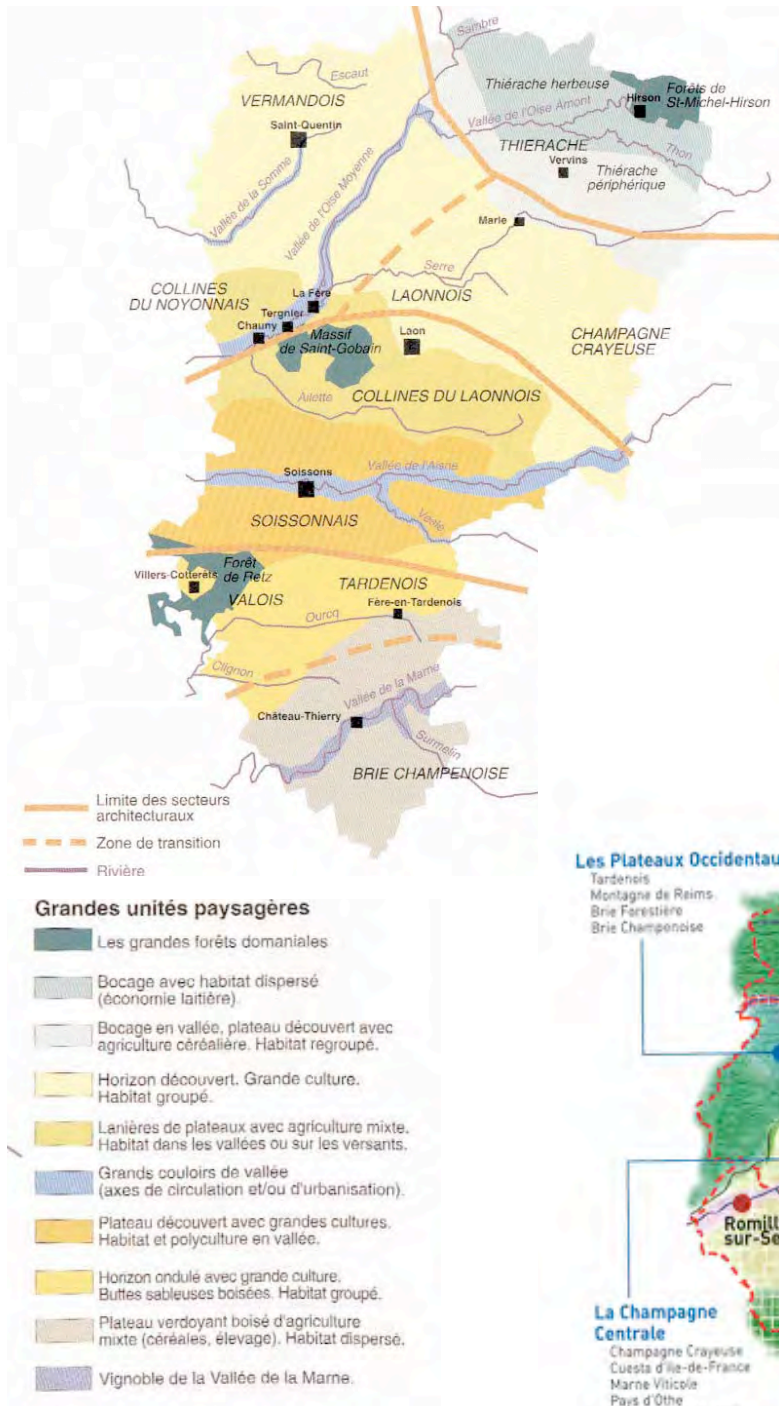 Sambre
Escaut
Thiérache herbeuse
Forêts de
St-Michel-Hirson
VERMANDOIS
Hirson
Vallée de l'Oise Amont
Saint-Quentin
THIERACHE
Thon
Vervins
Thiérache
périphérique
Vallée de la Somme
Vallée de l'Oise Moyenne
Marle
Serre
COLLINES
DU NOYONNAIS
La Fère
LAONNOIS
Tergnier
Chauny
Massif
de Saint-Gobain
Laon
CHAMPAGNE
CRAYEUSE
Ailette
COLLINES DU LAONNOIS
Soissons
Vallée de l'Aisne
SOISSONNAIS
Vesle
Forêt
de Retz
Villers-Cotterêts
TARDENOIS
VALOIS
Fère-en-Tardenois
Ourcq
Clignon
Vallée de la Marne
Château-Thierry
Surmelin
BRIE CHAMPENOISE
Limite des secteurs
architecturaux
Zone de transition
Rivière
Grandes unités paysagères
Les grandes forêts domaniales
Bocage avec habitat dispersé
(économie laitière).
Bocage en vallée, plateau découvert avec
agriculture céréalière. Habitat regroupé.
Horizon découvert. Grande culture.
Habitat groupé.
Lanières de plateaux avec agriculture mixte.
Habitat dans les vallées ou sur les versants.
Grands couloirs de vallée
(axes de circulation et/ou d'urbanisation).
Plateau découvert avec grandes cultures.
Habitat et polyculture en vallée.
Horizon ondulé avec grande culture.
Buttes sableuses boisées. Habitat groupé.
Plateau verdoyant boisé d'agriculture
mixte (céréales, élevage). Habitat dispersé.
Vignoble de la Vallée de la Marne.
Les Plateaux Occidentau
Tardenois
Montagne de Reims
Brie Forestière
Brie Champenoise
Romill
sur-Se
La Champagne
Centrale
Champagne Crayeuse
Cuesta d'Ile-de-France
Marne Viticole
Pays d'Othe